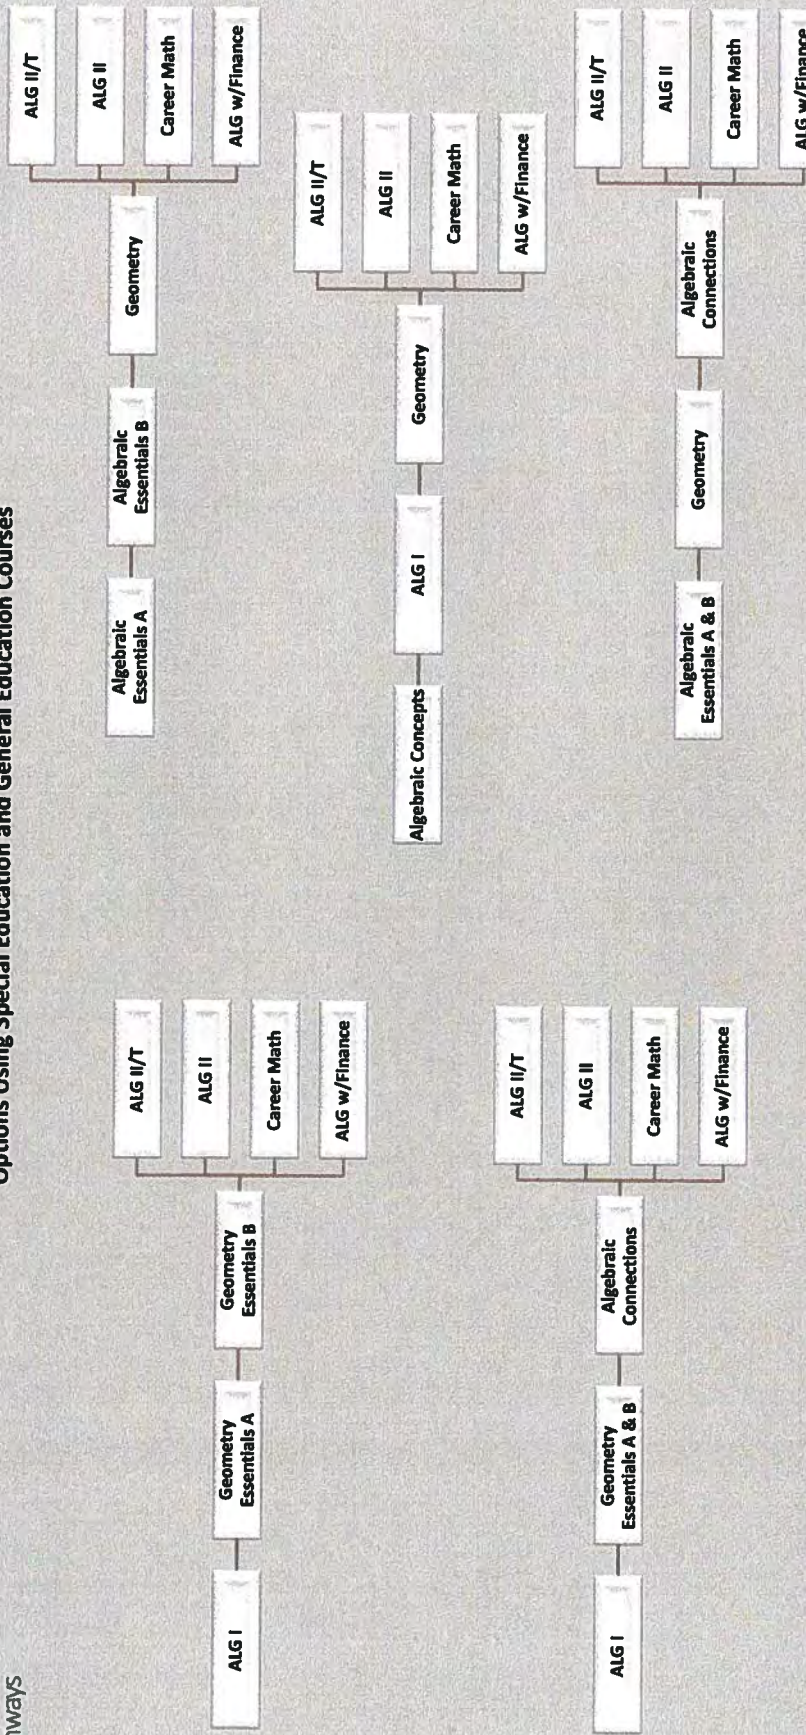 hways
Options Using Special Education and General Education Courses
ALG I
Geometry
Essentials A
Geometry
Essentials B
ALG II/T
ALG II
Career Math
ALG w/Finance
Algebraic
Essentials A
Algebraic
Essentials B
Geometry
ALG II/T
ALG II
Career Math
ALG w/Finance
Algebraic Concepts
ALG I
Geometry
ALG II/T
ALG II
Career Math
ALG w/Finance
ALG I
Geometry
Essentials A & B
Algebraic
Connections
ALG II/T
ALG II
Career Math
ALG w/Finance
Algebraic
Essentials A & B
Geometry
Algebraic
Connections
ALG II/T
ALG II
Career Math
ALG w/Finance